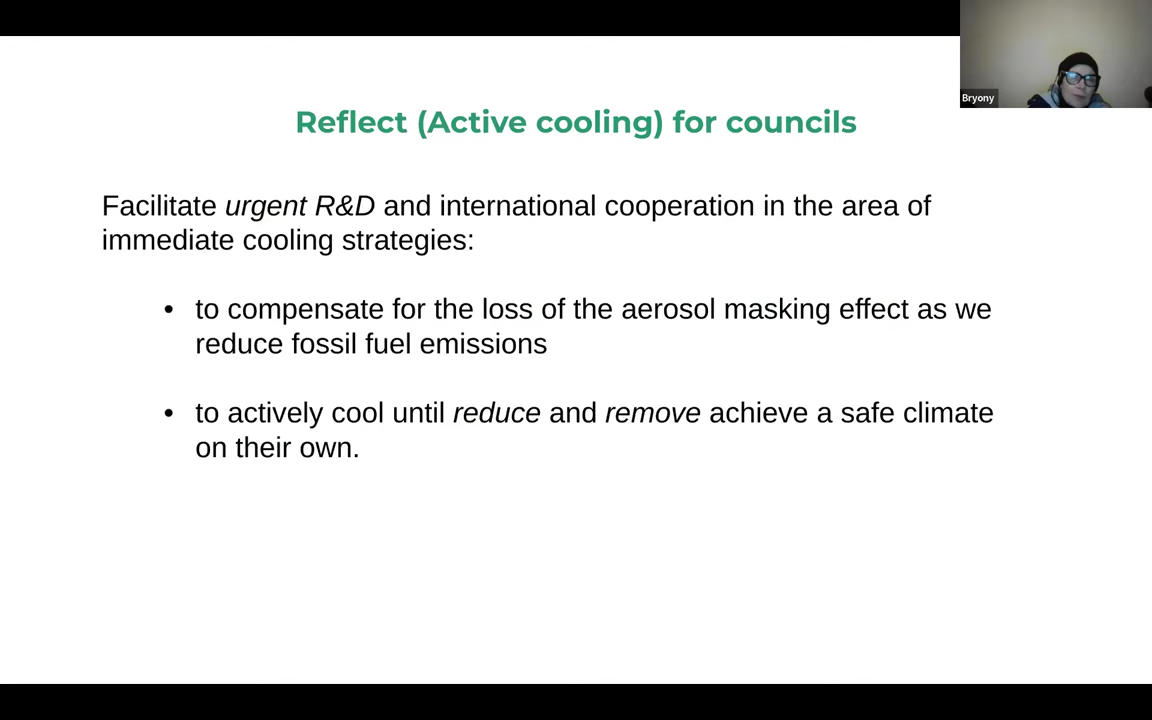 Bryony
Reflect (Active cooling) for councils
Facilitate urgent R&D and international cooperation in the area of
immediate cooling strategies:
• to compensate for the loss of the aerosol masking effect as we
reduce fossil fuel emissions
• to actively cool until reduce and remove achieve a safe climate
on their own.